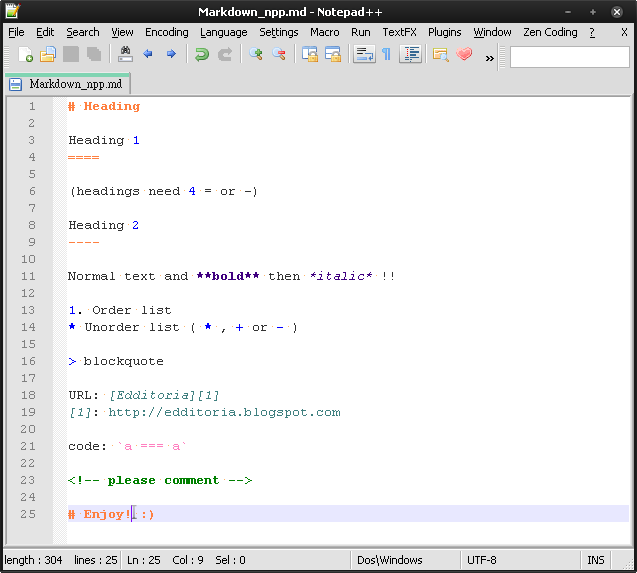 Markdown_npp.md - Notepad++
File Edit Search View Encoding Language Settings Macro Run TextFX Plugins Window Zen Coding ? X
Markdown_npp.md
1 # Heading
2
3 Heading 1
4 ====
5
6 (headings need 4 = or -)
7
8 Heading 2
9 ----
10
11 Normal text and **bold** then *italic* !!
12
13 1. Order list
14 * Unorder list ( * , + or - )
15
16 > blockquote
17
18 URL: [Edditoria][1]
19 [1]: http://edditoria.blogspot.com
20
21 code: `a === a`
22
23 <!-- please comment -->
24
25 # Enjoy! :)
length : 304 lines : 25 Ln : 25 Col : 9 Sel : 0 Dos\Windows UTF-8 INS